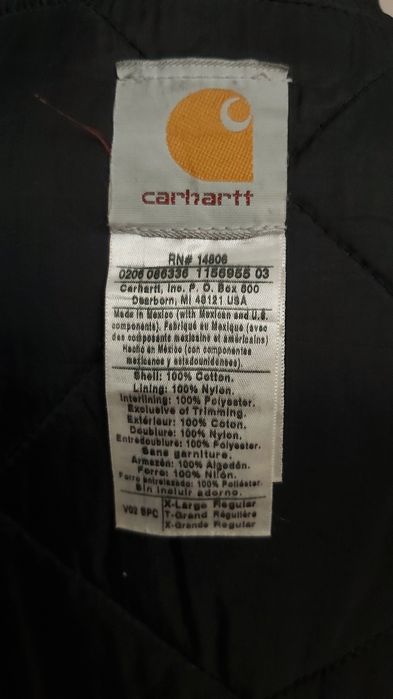 carhartt
RN# 14806
0206 086336 1156955 03
Carhartt, Inc. P. O. Box 600
Dearborn, MI 48121 USA
Made in Mexico (with Mexican and U.S.
components). Fabriqué au Mexique (avec
des composants mexicains et américains)
Hecho en México (con componentes
mexicanos y estadounidenses).
Shell: 100% Cotton.
Lining: 100% Nylon.
Interlining: 100% Polyester.
Exclusive of Trimming.
Extérieur: 100% Coton.
Doublure: 100% Nylon.
Entredoublure: 100% Polyester.
Sans garniture.
Armazón: 100% Algodón.
Forro: 100% Nilón.
Forro entrelazado: 100% Poliéster.
Sin incluir adorno.
V02 BPC
X-Large Regular
T-Grand Régulière
X-Grande Regular